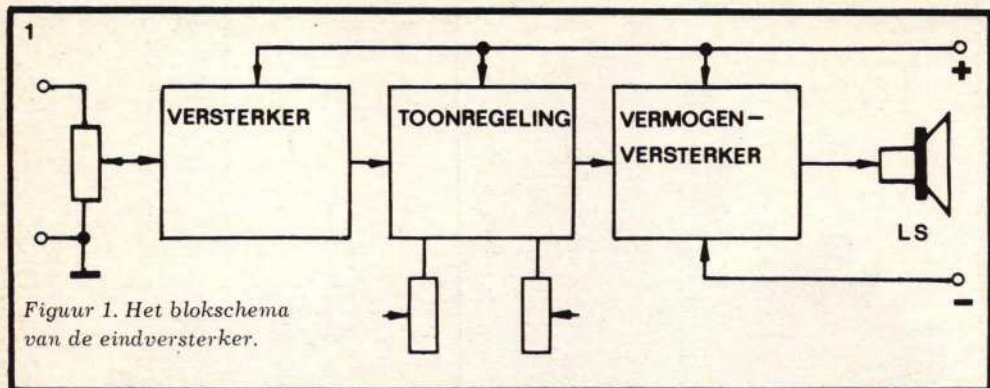 1
VERSTERKER
TOONREGELING
VERMOGEN-
VERSTERKER
+
LS
-
Figuur 1. Het blokschema
van de eindversterker.